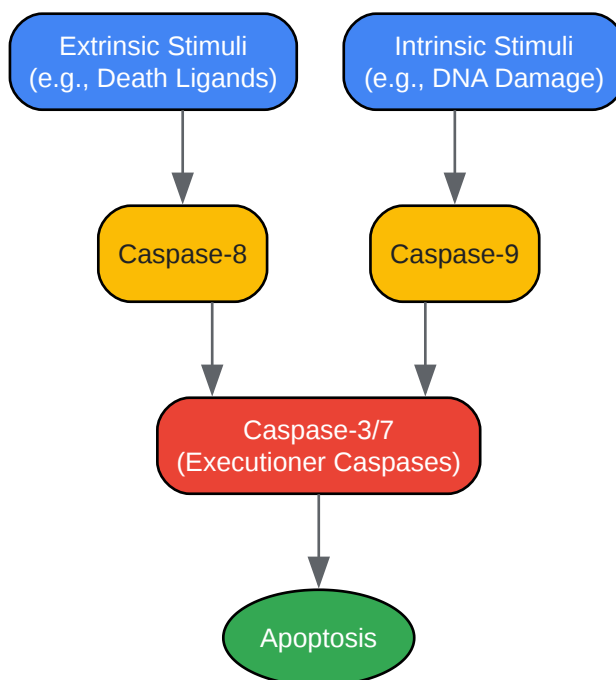 Extrinsic Stimuli
(e.g., Death Ligands)
Intrinsic Stimuli
(e.g., DNA Damage)
Caspase-8
Caspase-9
Caspase-3/7
(Executioner Caspases)
Apoptosis